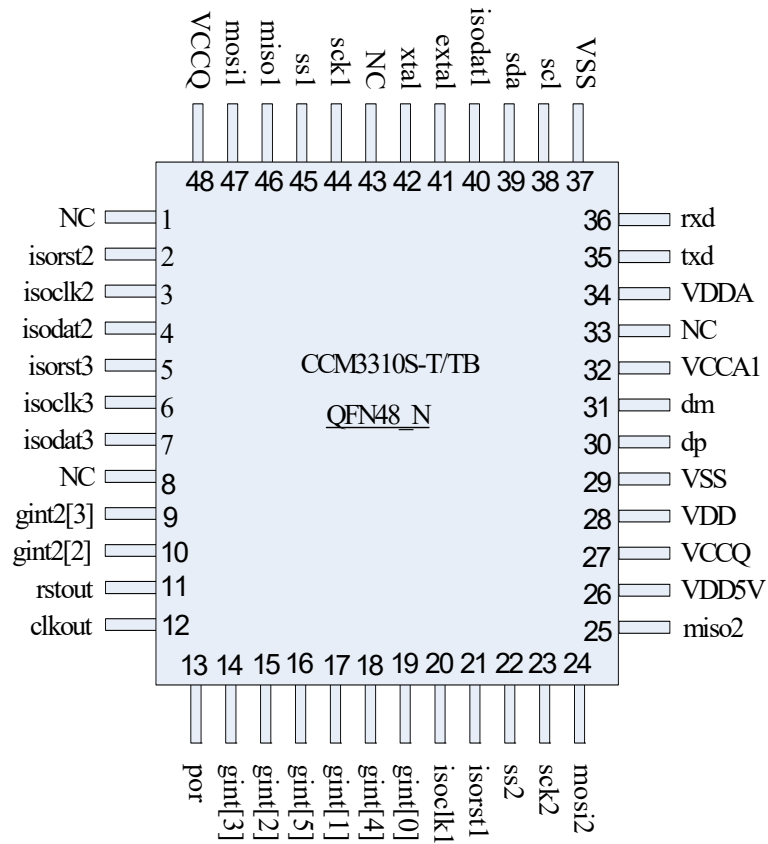 VCCQ
mosi1
miso1
ss1
sck1
NC
xtal
extal
isodat1
sda
scl
VSS
48 47 46 45 44 43 42 41 40 39 38 37
NC 1
isorst2 2
isoclk2 3
isodat2 4
isorst3 5
isoclk3 6
isodat3 7
NC 8
gint2[3] 9
gint2[2] 10
rstout 11
clkout 12
CCM3310S-T/TB
QFN48_N
36 rxd
35 txd
34 VDDA
33 NC
32 VCCA1
31 dm
30 dp
29 VSS
28 VDD
27 VCCQ
26 VDD5V
25 miso2
13 14 15 16 17 18 19 20 21 22 23 24
por
gint[3]
gint[2]
gint[5]
gint[1]
gint[4]
gint[0]
isoclk1
isorst1
ss2
sck2
mosi2